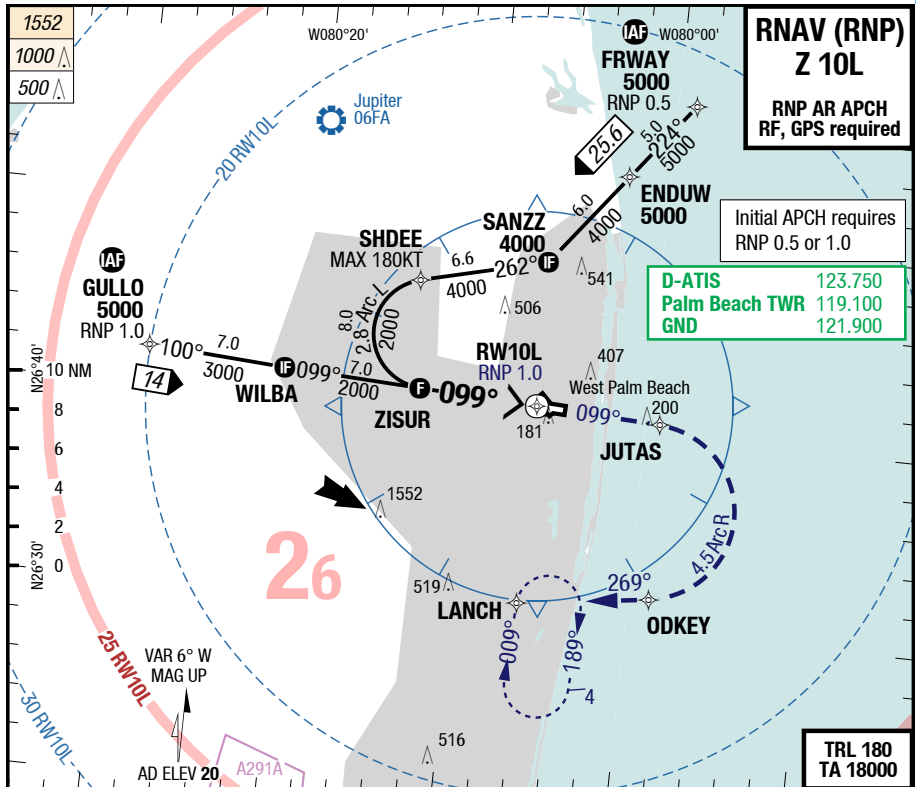 1552
1000
500
W080°20'
W080°00'
IAF
FRWAY
5000
RNP 0.5
RNAV (RNP)
Z 10L
RNP AR APCH
RF, GPS required
Jupiter
06FA
20 RW10L
25.6
5.0
224°
5000
ENDUW
5000
6.0
4000
SANZZ
4000
IF
262°
6.6
4000
SHDEE
MAX 180KT
Initial APCH requires
RNP 0.5 or 1.0
D-ATIS 123.750
Palm Beach TWR 119.100
GND 121.900
541
506
IAF
GULLO
5000
RNP 1.0
8.0
2.8 Arc L
2000
N26°40'
10 NM
8
6
4
2
0
N26°30'
100°
7.0
3000
14
IF
WILBA
099°
7.0
2000
F
ZISUR
099°
RW10L
RNP 1.0
407
West Palm Beach
181
099°
200
JUTAS
1552
26
519
4.5 Arc R
269°
LANCH
ODKEY
009°
189°
4
25 RW10L
30 RW10L
VAR 6° W
MAG UP
AD ELEV 20
A291A
516
TRL 180
TA 18000